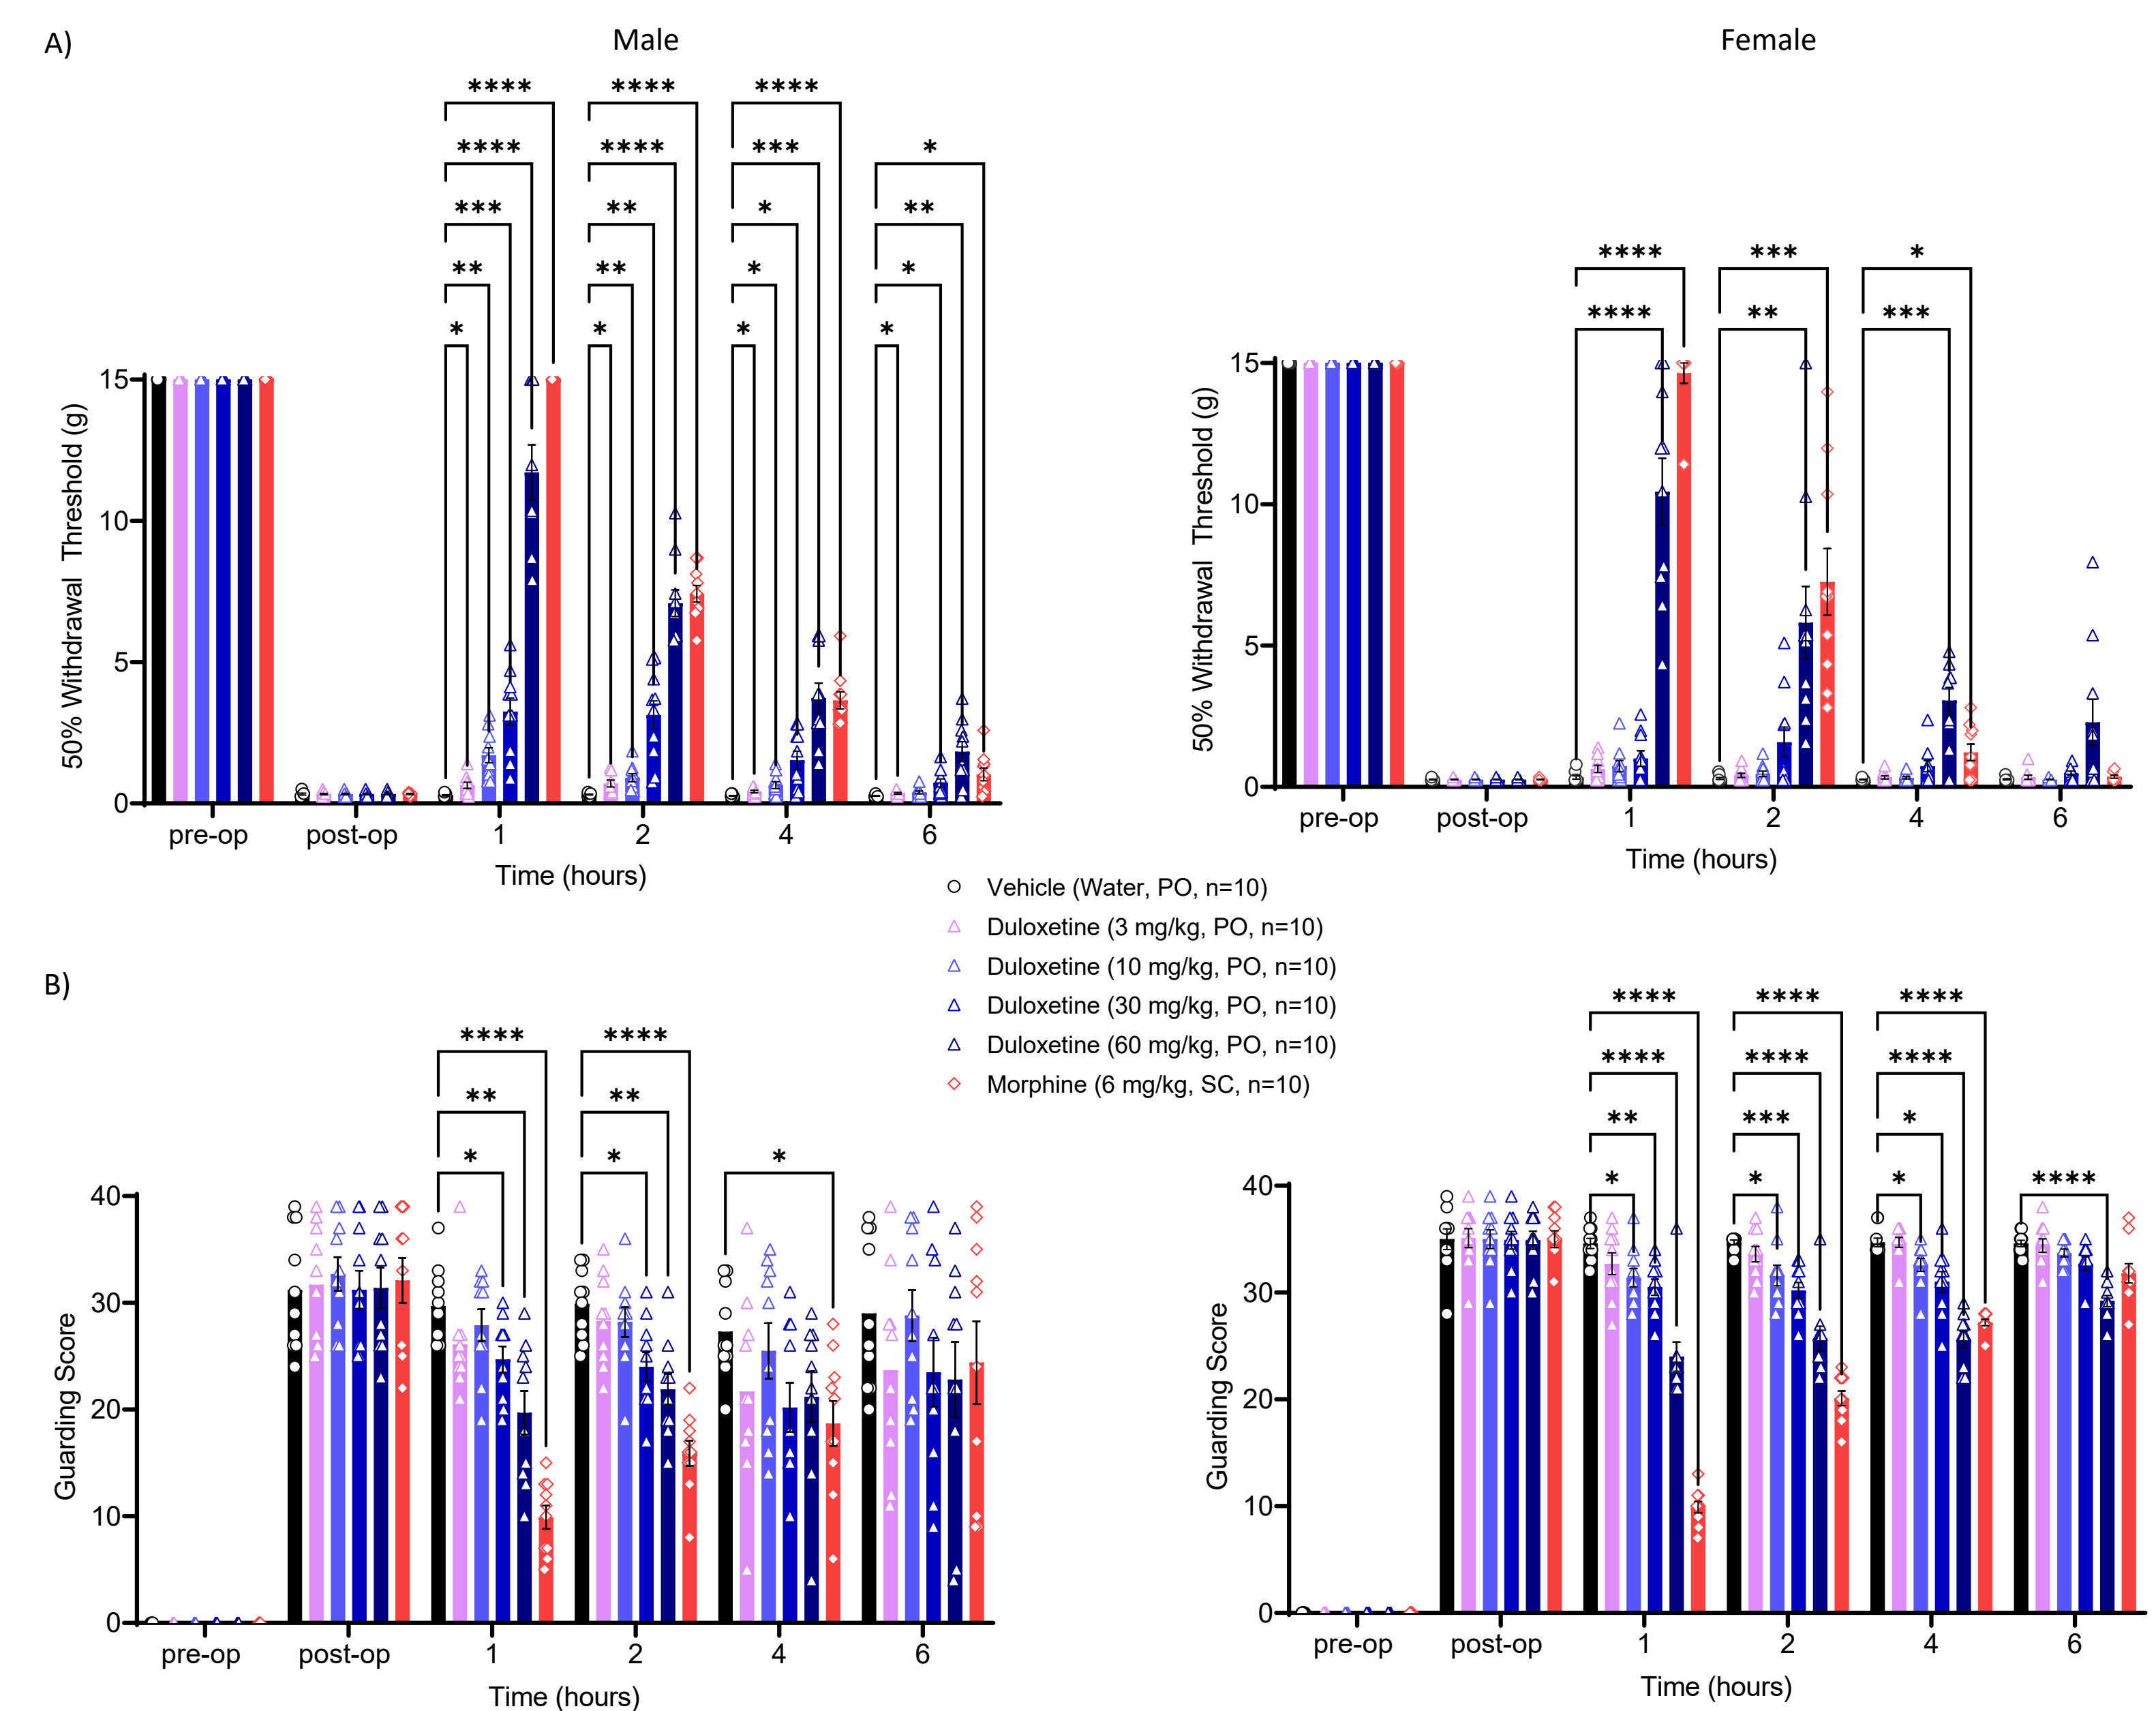 A)
Male
Female
**** **** ****
**** **** *** *
*** ** * **
** ** * *
* * * *
**** *** *
**** ** ***
50% Withdrawal Threshold (g)
15
10
5
0
pre-op post-op 1 2 4 6
Time (hours)
50% Withdrawal Threshold (g)
15
10
5
0
pre-op post-op 1 2 4 6
Time (hours)
Vehicle (Water, PO, n=10)
Duloxetine (3 mg/kg, PO, n=10)
Duloxetine (10 mg/kg, PO, n=10)
Duloxetine (30 mg/kg, PO, n=10)
Duloxetine (60 mg/kg, PO, n=10)
Morphine (6 mg/kg, SC, n=10)
B)
**** ****
** **
* * *
Guarding Score
40
30
20
10
0
pre-op post-op 1 2 4 6
Time (hours)
**** **** ****
**** **** ****
** *** *
* * * ****
Guarding Score
40
30
20
10
0
pre-op post-op 1 2 4 6
Time (hours)